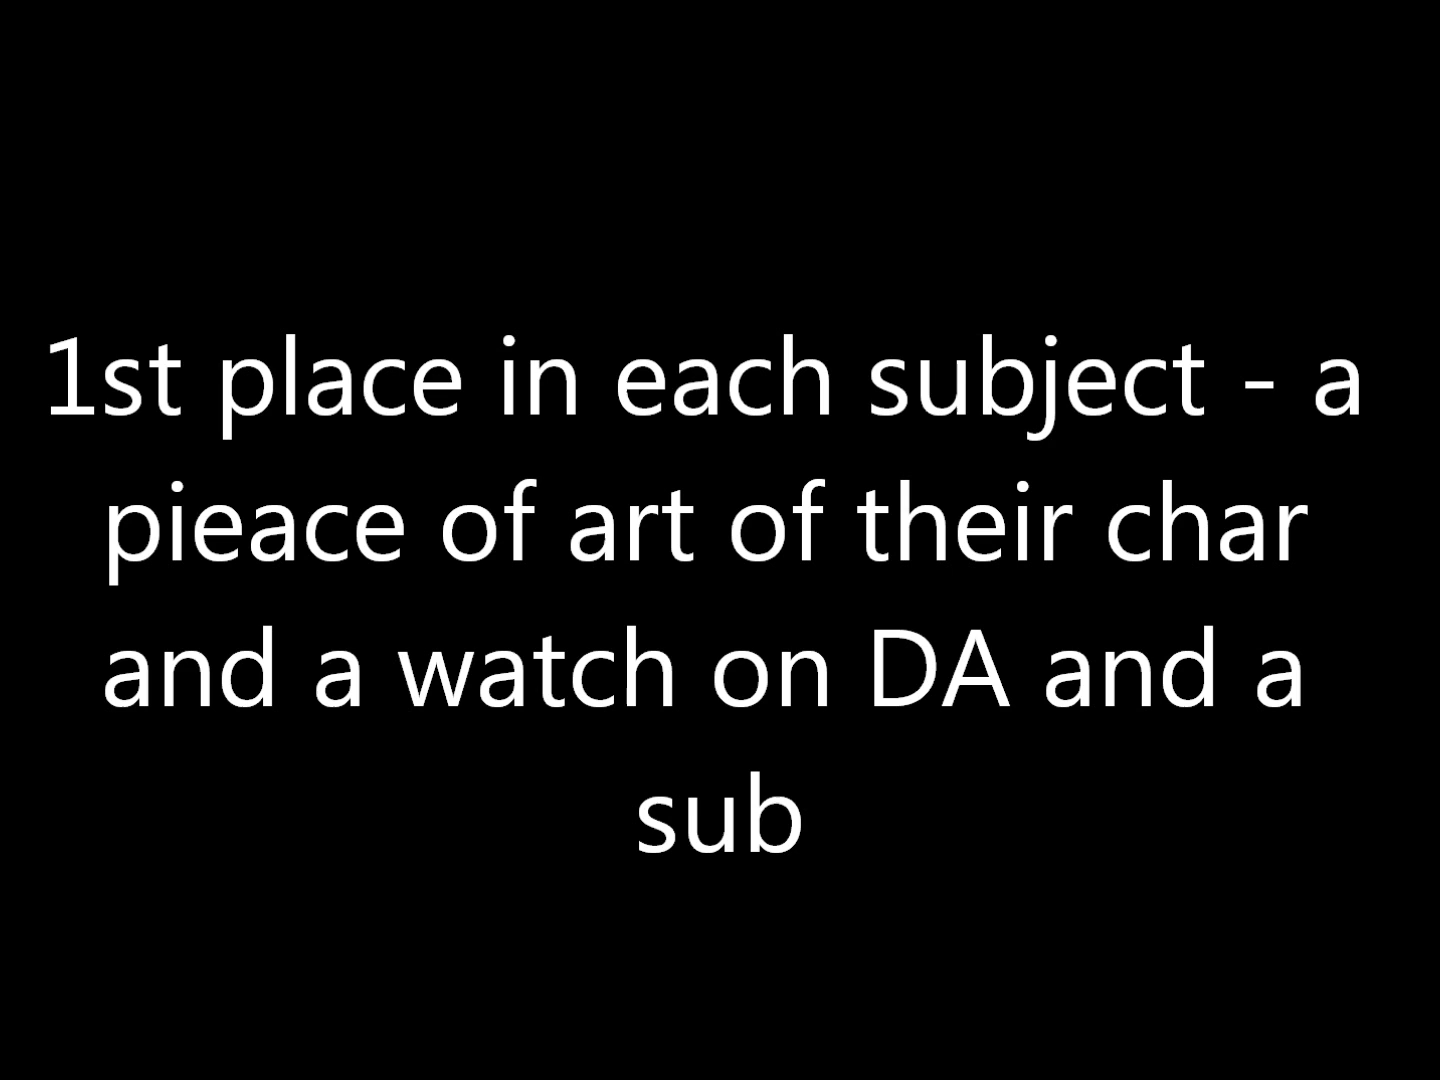 1st place in each subject - a
pieace of art of their char
and a watch on DA and a
sub